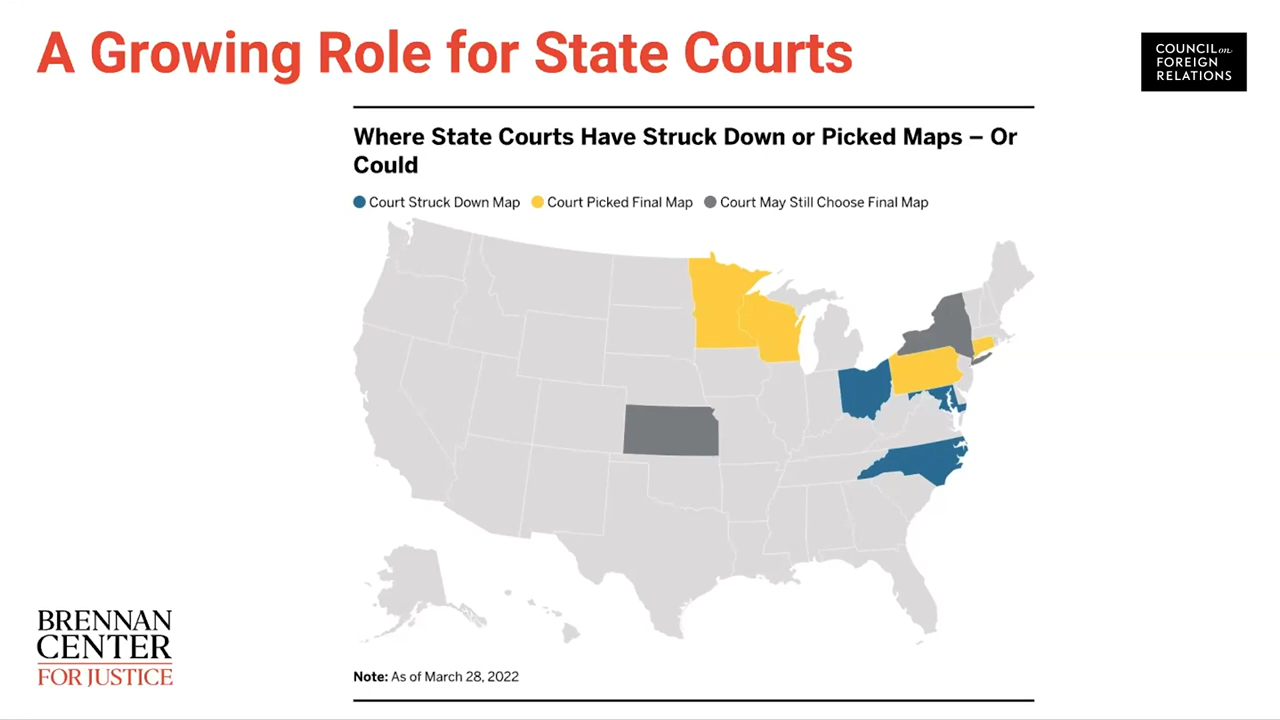 A Growing Role for State Courts
COUNCIL on
FOREIGN
RELATIONS
Where State Courts Have Struck Down or Picked Maps – Or
Could
Court Struck Down Map Court Picked Final Map Court May Still Choose Final Map
BRENNAN
CENTER
FOR JUSTICE
Note: As of March 28, 2022